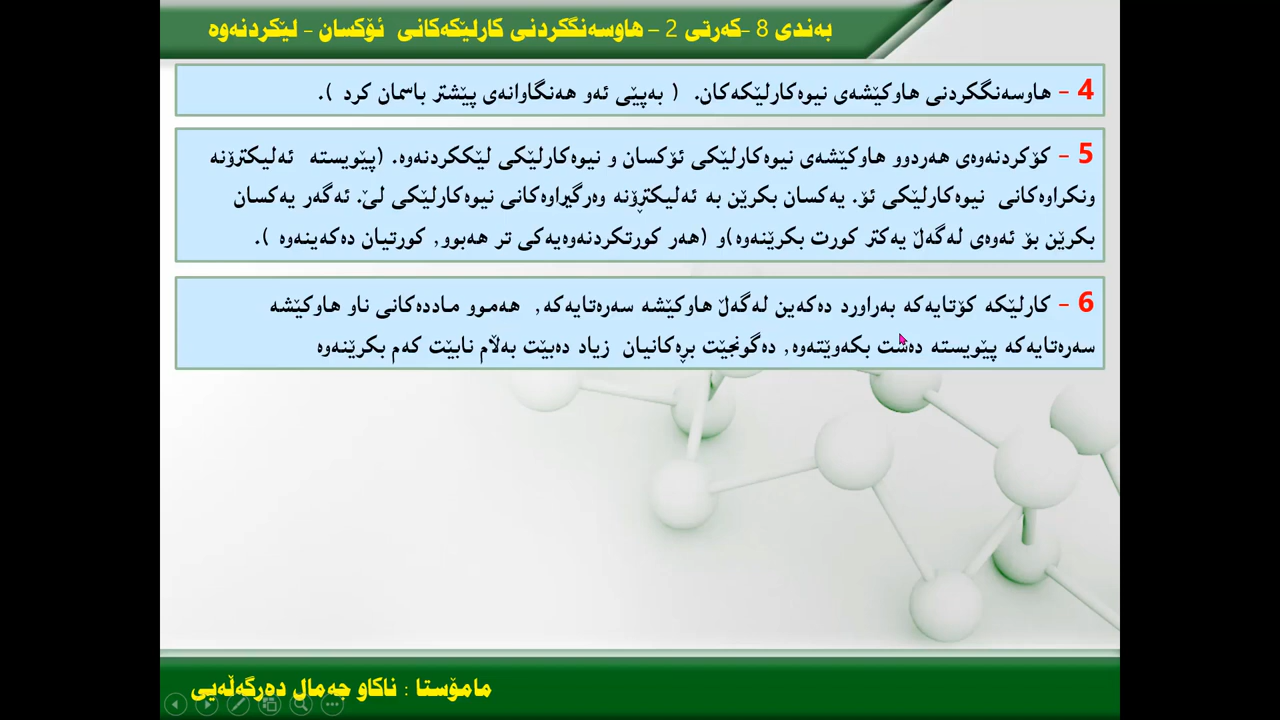 بەندی 8 –کەرتی 2 – هاوسەنگکردنی کارلێکەکانی ئۆکسان - لێکردنەوە
4 – هاوسەنگکردنی هاوکێشەی نیوەکارلێکەکان. ( بەپێی ئەو هەنگاوانەی پێشتر باسمان کرد ).
5 – کۆکردنەوەی هەردوو هاوکێشەی نیوەکارلێکی ئۆکسان و نیوەکارلێکی لێککردنەوە. (پێویستە ئەلیکترۆنە
ونکراوەکانی نیوەکارلێکی ئۆ. یەکسان بکرێن بە ئەلیکترۆنە وەرگیراوەکانی نیوەکارلێکی لێ. ئەگەر یەکسان
بکرێن بۆ ئەوەی لەگەڵ یەکتر کورت بکرێنەوە)و (هەر کورتکردنەوەیەکی تر هەبوو, کورتیان دەکەینەوە ).
6 – کارلێکە کۆتایەکە بەراورد دەکەین لەگەڵ هاوکێشە سەرەتایەکە, هەموو ماددەکانی ناو هاوکێشە
سەرەتایەکە پێویستە دەست بکەوێتەوە, دەگونجێت بڕەکانیان زیاد دەبێت بەڵام نابێت کەم بکرێنەوە
مامۆستا : ناکاو جەمال دەرگەڵەیی